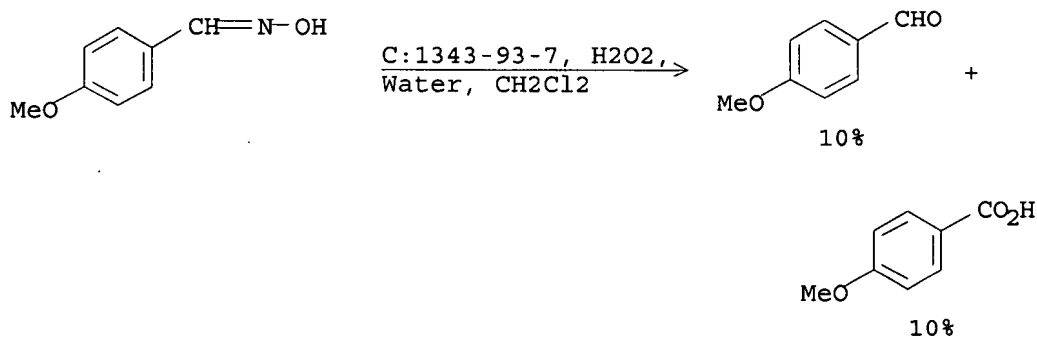 CH=N-OH
MeO
C:1343-93-7, H2O2,
Water, CH2Cl2
CHO
MeO
+
10%
CO2H
MeO
10%